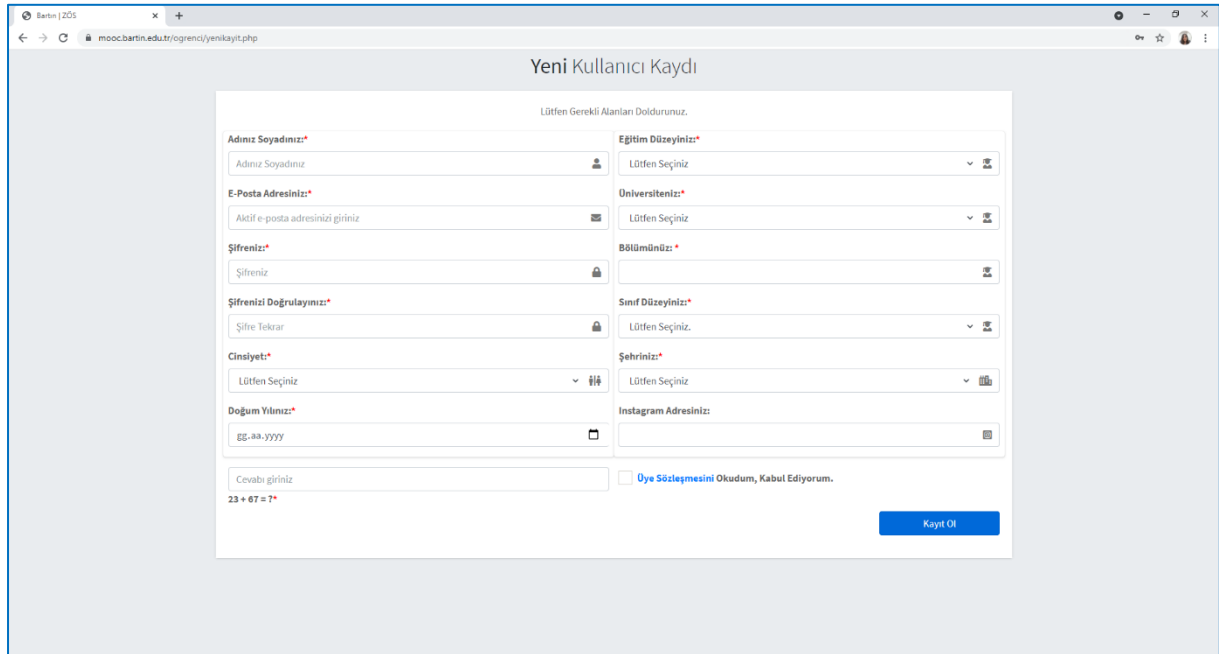 Bartın | ZÖS
mooc.bartin.edu.tr/ogrenci/yenikayit.php
Yeni Kullanıcı Kaydı
Lütfen Gerekli Alanları Doldurunuz.
Adınız Soyadınız:*
Adınız Soyadınız
E-Posta Adresiniz:*
Aktif e-posta adresinizi giriniz
Şifreniz:*
Şifreniz
Şifrenizi Doğrulayınız:*
Şifre Tekrar
Cinsiyet:*
Lütfen Seçiniz
Doğum Yılınız:*
gg.aa.yyyy
Eğitim Düzeyiniz:*
Lütfen Seçiniz
Üniversiteniz:*
Lütfen Seçiniz
Bölümünüz: *
Sınıf Düzeyiniz:*
Lütfen Seçiniz.
Şehriniz:*
Lütfen Seçiniz
Instagram Adresiniz:
Cevabı giriniz
23 + 67 = ?*
Üye Sözleşmesini Okudum, Kabul Ediyorum.
Kayıt Ol